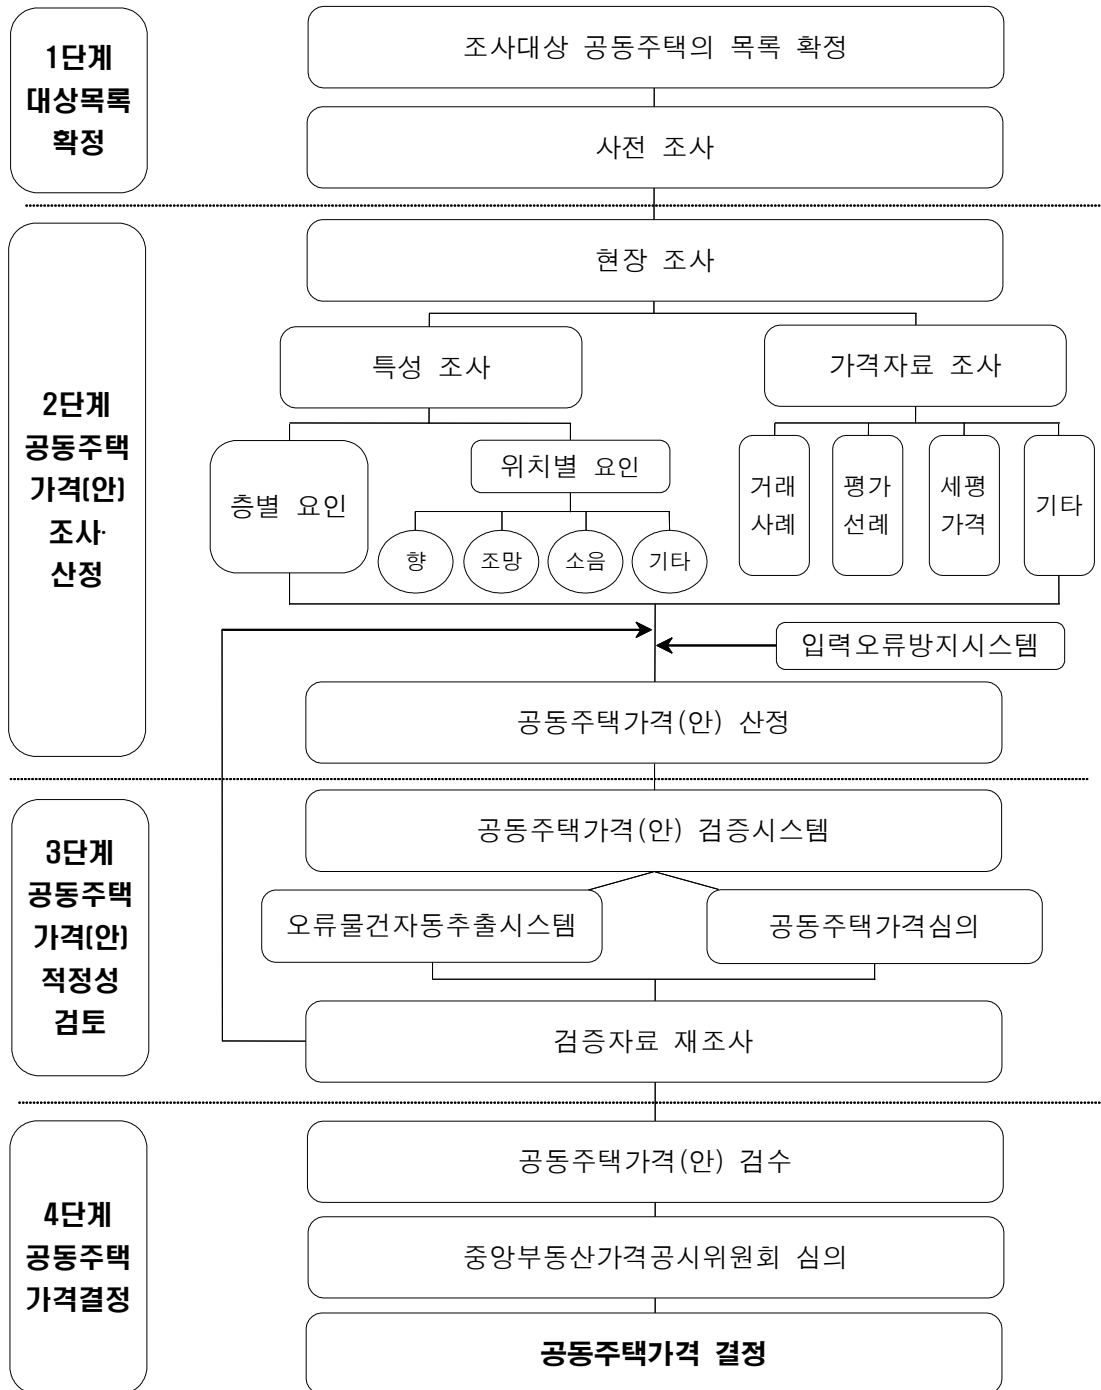 1단계
대상목록
확정
조사대상 공동주택의 목록 확정
사전 조사
2단계
공동주택
가격(안)
조사·
산정
현장 조사
특성 조사
가격자료 조사
층별 요인
위치별 요인
향
조망
소음
기타
거래
사례
평가
선례
세평
가격
기타
입력오류방지시스템
공동주택가격(안) 산정
3단계
공동주택
가격(안)
적정성
검토
공동주택가격(안) 검증시스템
오류물건자동추출시스템
공동주택가격심의
검증자료 재조사
4단계
공동주택
가격결정
공동주택가격(안) 검수
중앙부동산가격공시위원회 심의
공동주택가격 결정